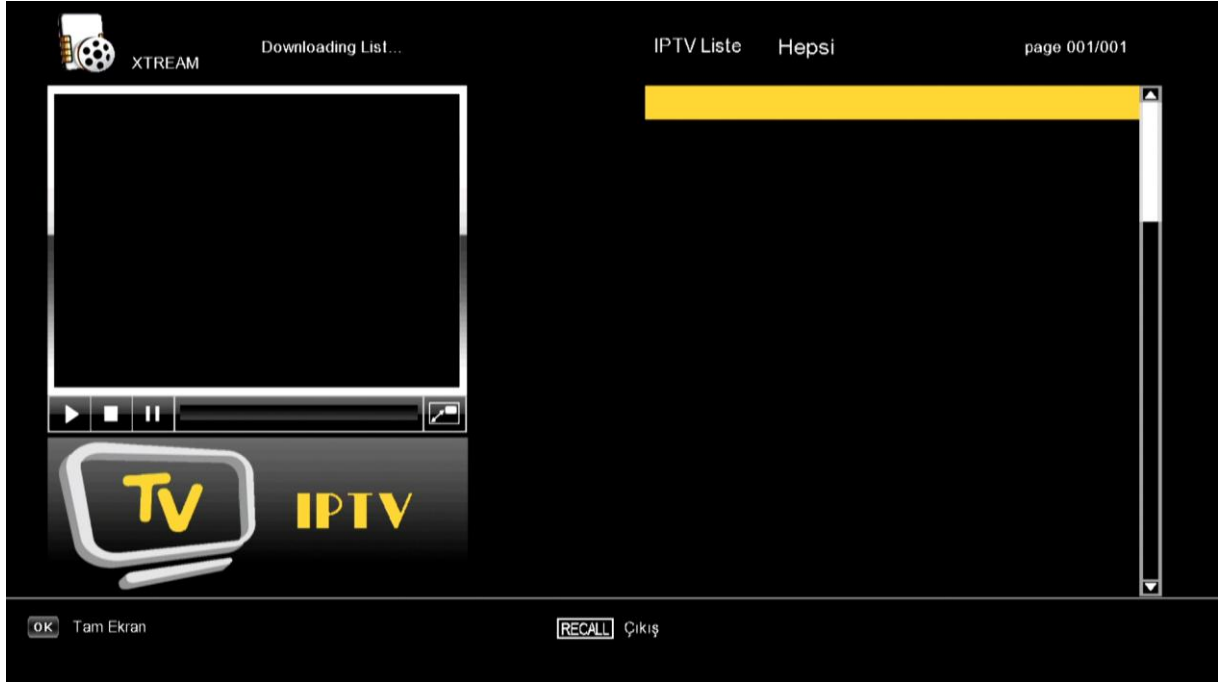 XTREAM
Downloading List...
IPTV Liste Hepsi
page 001/001
TV
IPTV
OK Tam Ekran
RECALL Çıkış